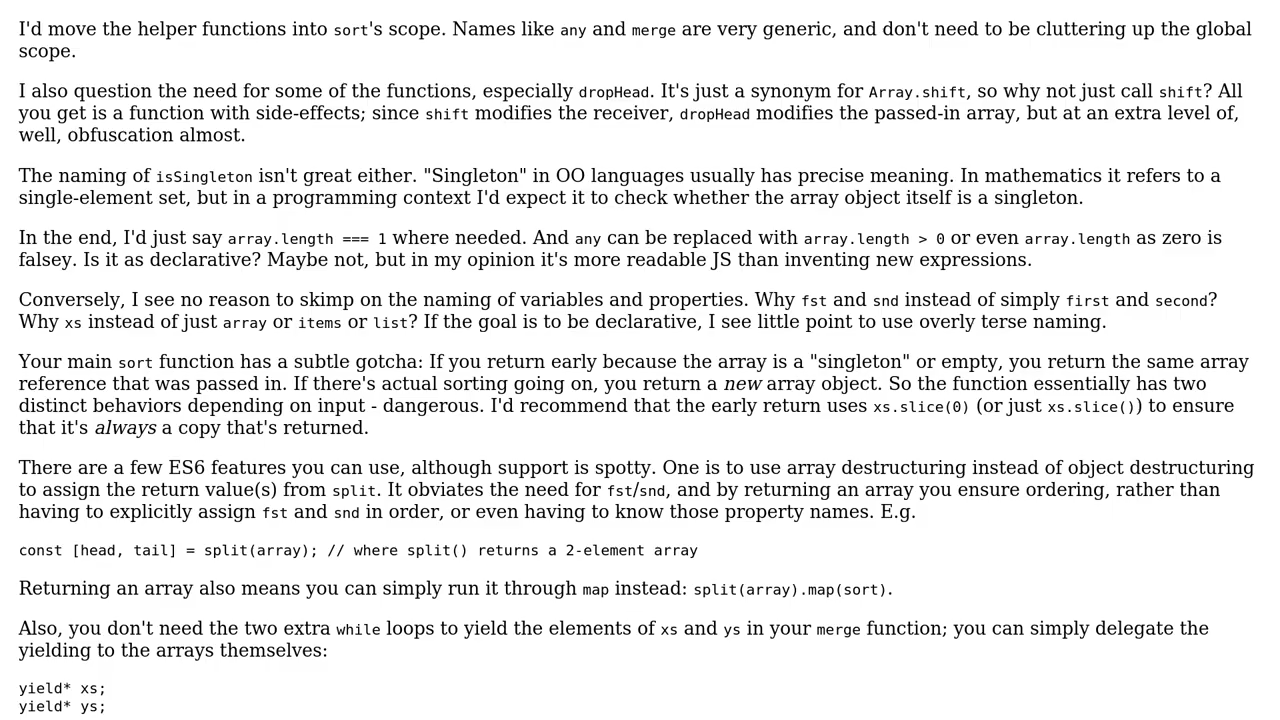 I'd move the helper functions into sort's scope. Names like any and merge are very generic, and don't need to be cluttering up the global
scope.
I also question the need for some of the functions, especially dropHead. It's just a synonym for Array.shift, so why not just call shift? All
you get is a function with side-effects; since shift modifies the receiver, dropHead modifies the passed-in array, but at an extra level of,
well, obfuscation almost.
The naming of isSingleton isn't great either. "Singleton" in OO languages usually has precise meaning. In mathematics it refers to a
single-element set, but in a programming context I'd expect it to check whether the array object itself is a singleton.
In the end, I'd just say array.length === 1 where needed. And any can be replaced with array.length > 0 or even array.length as zero is
falsey. Is it as declarative? Maybe not, but in my opinion it's more readable JS than inventing new expressions.
Conversely, I see no reason to skimp on the naming of variables and properties. Why fst and snd instead of simply first and second?
Why xs instead of just array or items or list? If the goal is to be declarative, I see little point to use overly terse naming.
Your main sort function has a subtle gotcha: If you return early because the array is a "singleton" or empty, you return the same array
reference that was passed in. If there's actual sorting going on, you return a new array object. So the function essentially has two
distinct behaviors depending on input - dangerous. I'd recommend that the early return uses xs.slice(0) (or just xs.slice()) to ensure
that it's always a copy that's returned.
There are a few ES6 features you can use, although support is spotty. One is to use array destructuring instead of object destructuring
to assign the return value(s) from split. It obviates the need for fst/snd, and by returning an array you ensure ordering, rather than
having to explicitly assign fst and snd in order, or even having to know those property names. E.g.
const [head, tail] = split(array); // where split() returns a 2-element array
Returning an array also means you can simply run it through map instead: split(array).map(sort).
Also, you don't need the two extra while loops to yield the elements of xs and ys in your merge function; you can simply delegate the
yielding to the arrays themselves:
yield* xs;
yield* ys;